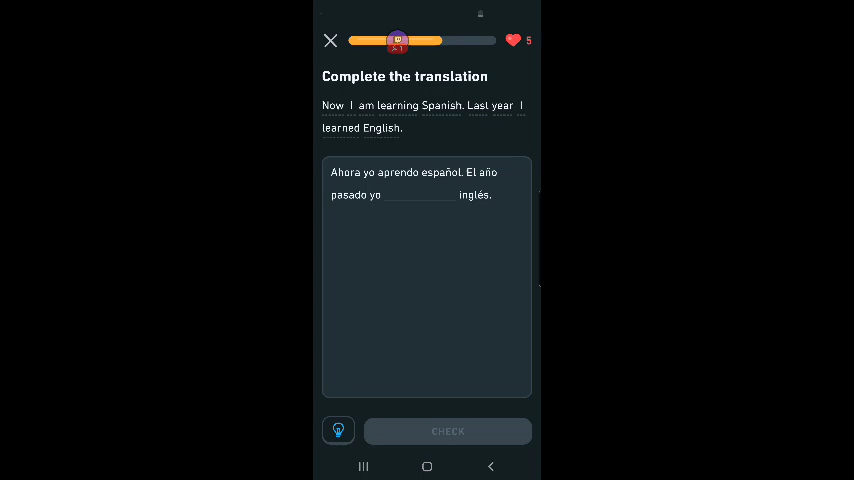 5
Complete the translation
Now I am learning Spanish. Last year I
learned English.
Ahora yo aprendo español. El año
pasado yo ____________ inglés.
CHECK